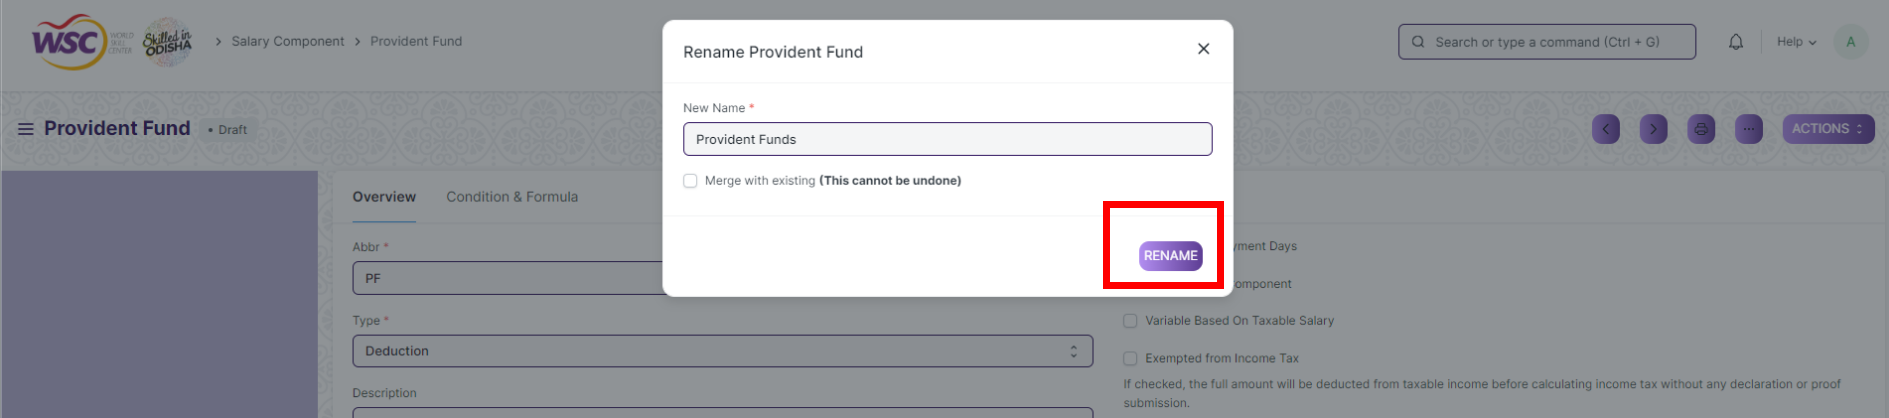 WSC WORLD SKILL CENTER
Skilled in ODISHA
Salary Component
Provident Fund
Search or type a command (Ctrl + G)
Help
A
Provident Fund
• Draft
ACTIONS
Rename Provident Fund
New Name *
Provident Funds
Merge with existing (This cannot be undone)
RENAME
Overview
Condition & Formula
Abbr *
PF
Type *
Deduction
Description
Days
Variable Based On Taxable Salary
Exempted from Income Tax
If checked, the full amount will be deducted from taxable income before calculating income tax without any declaration or proof
submission.